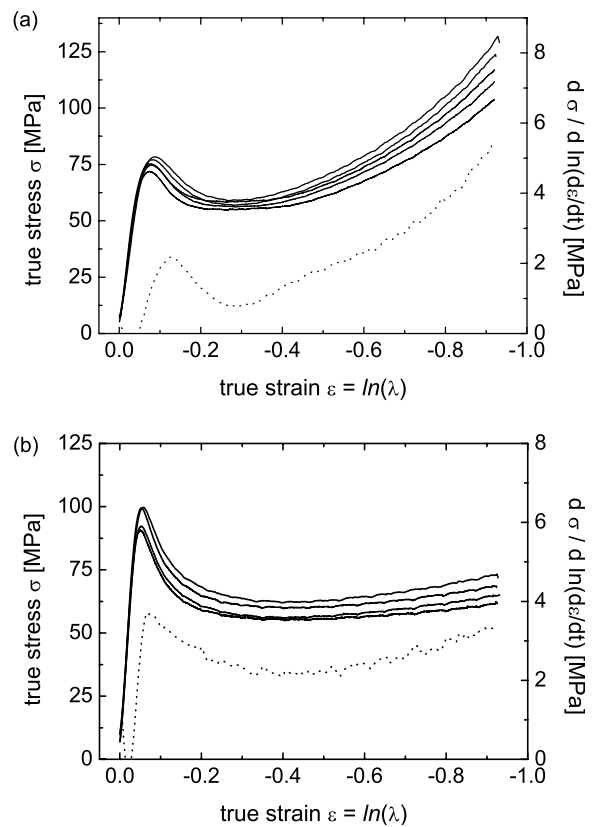 (a)
125
100
75
50
25
0
true stress σ [MPa]
8
6
4
2
0
d σ / d ln(dε/dt) [MPa]
0.0 -0.2 -0.4 -0.6 -0.8 -1.0
true strain ε = ln(λ)
(b)
125
100
75
50
25
0
true stress σ [MPa]
8
6
4
2
0
d σ / d ln(dε/dt) [MPa]
0.0 -0.2 -0.4 -0.6 -0.8 -1.0
true strain ε = ln(λ)